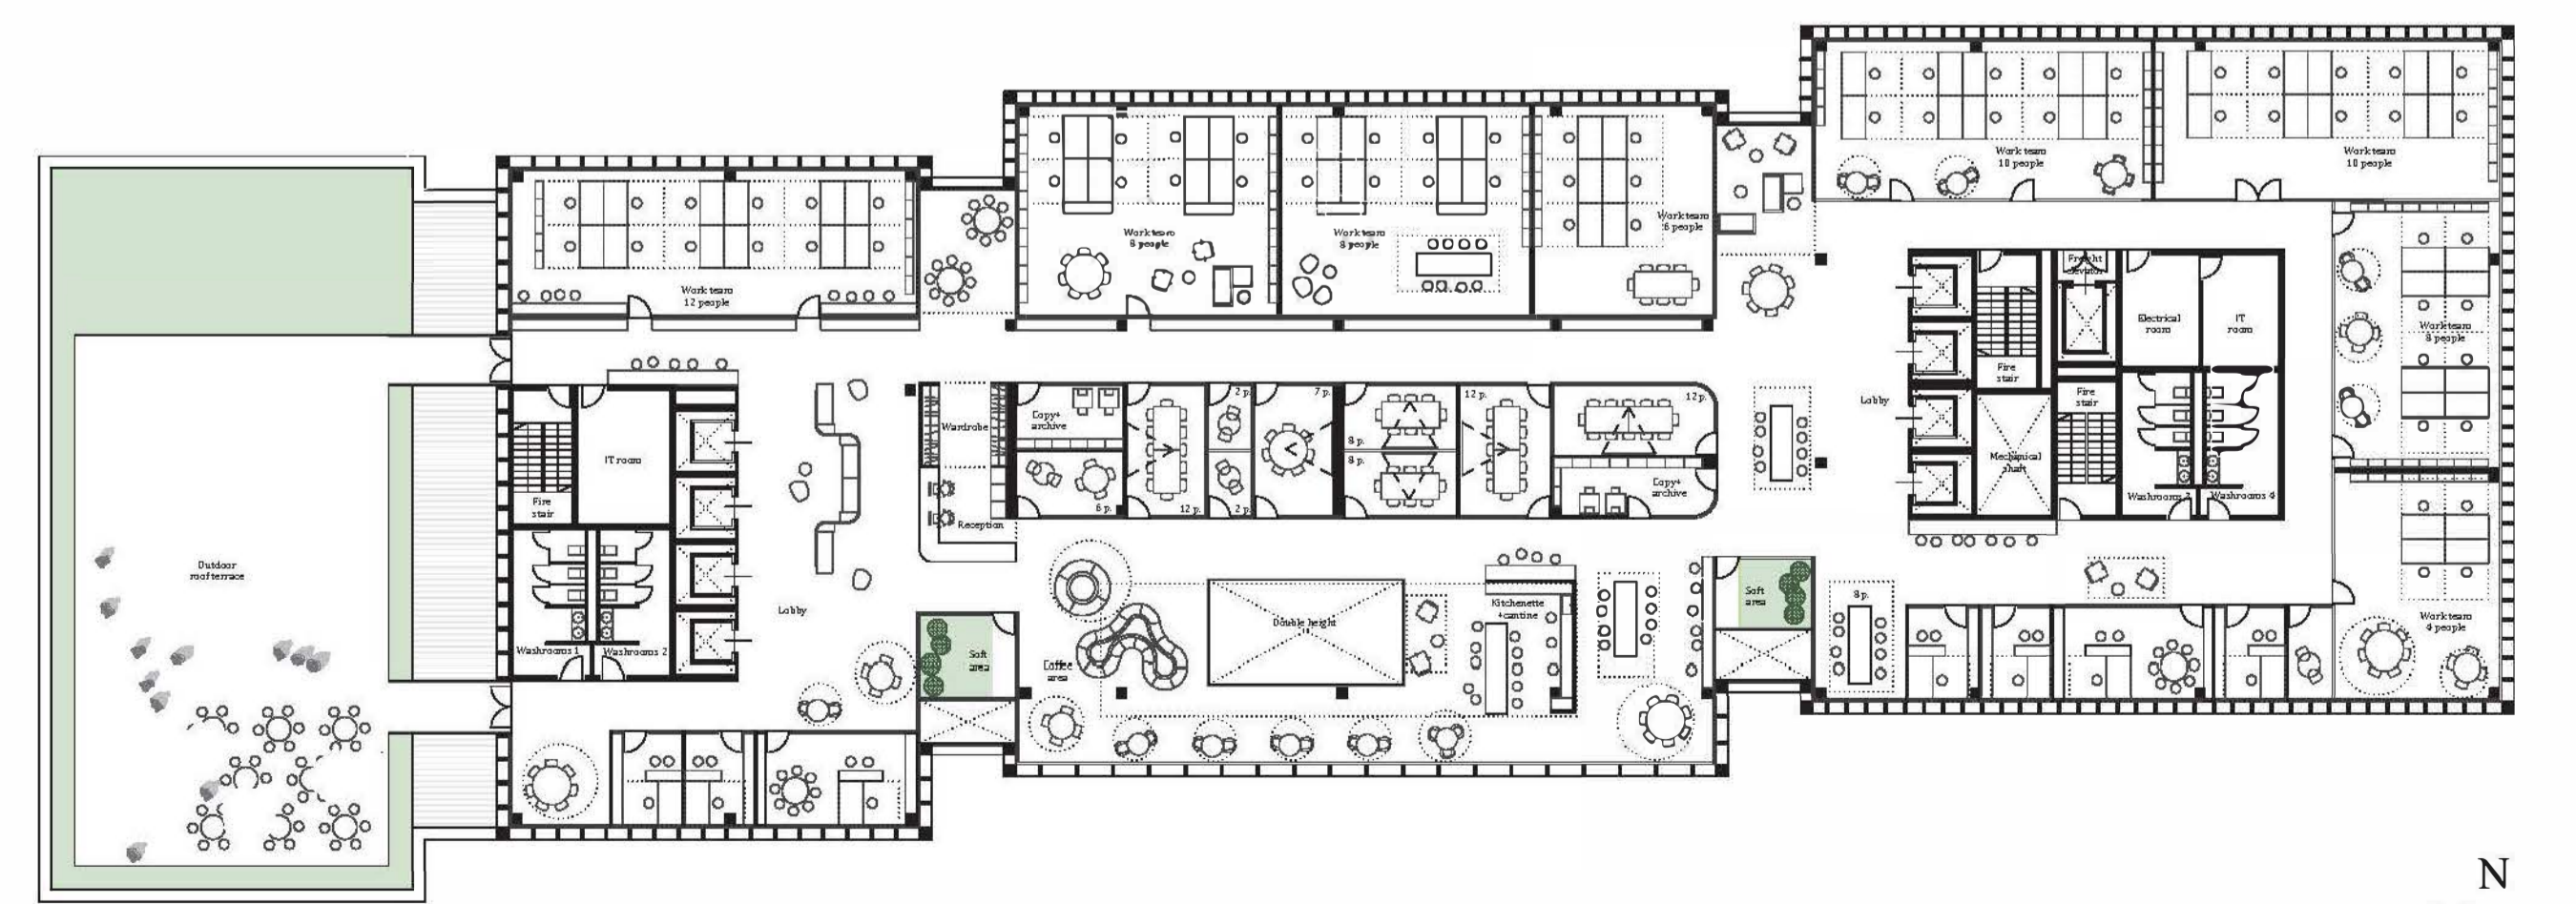 Work team
10 people
Work team
10 people
Work team
12 people
Work team
8 people
Work team
8 people
Work team
6 people
Freight
elevator
Electrical
room
IT
room
Fire
stair
Work team
8 people
Lobby
Fire
stair
Mechanical
shaft
Washrooms 3
Washrooms 4
Wardrobe
Reception
Copy+
archive
6 p.
12 p.
2 p.
2 p.
7 p.
8 p.
8 p.
12 p.
12 p.
Copy+
archive
IT room
Fire
stair
Washrooms 1
Washrooms 2
Lobby
Outdoor
roof terrace
Soft
area
Coffee
area
Double height
Kitchenette
+cantine
Soft
area
8 p.
Work team
4 people
N